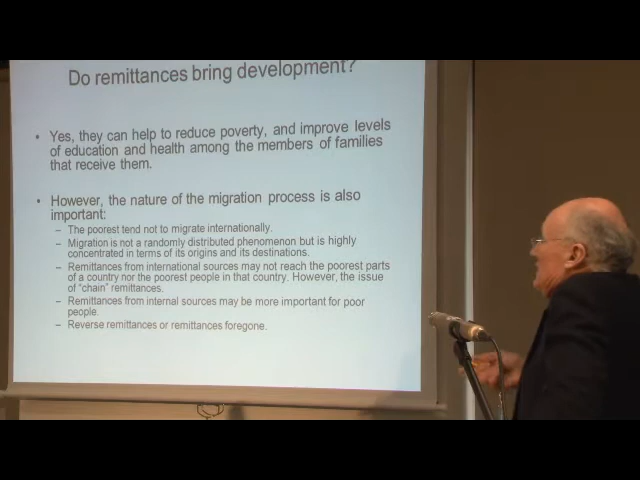 Do remittances bring development?
• Yes, they can help to reduce poverty, and improve levels
of education and health among the members of families
that receive them.
• However, the nature of the migration process is also
important:
– The poorest tend not to migrate internationally.
– Migration is not a randomly distributed phenomenon but is highly
concentrated in terms of its origins and its destinations.
– Remittances from international sources may not reach the poorest parts
of a country nor the poorest people in that country. However, the issue
of “chain” remittances.
– Remittances from internal sources may be more important for poor
people.
– Reverse remittances or remittances foregone.